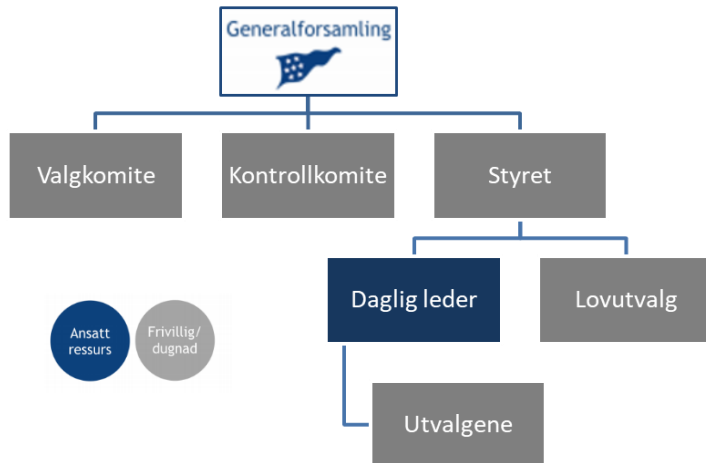 Generalforsamling
Valgkomite
Kontrollkomite
Styret
Daglig leder
Lovutvalg
Ansatt
ressurs
Frivillig/
dugnad
Utvalgene